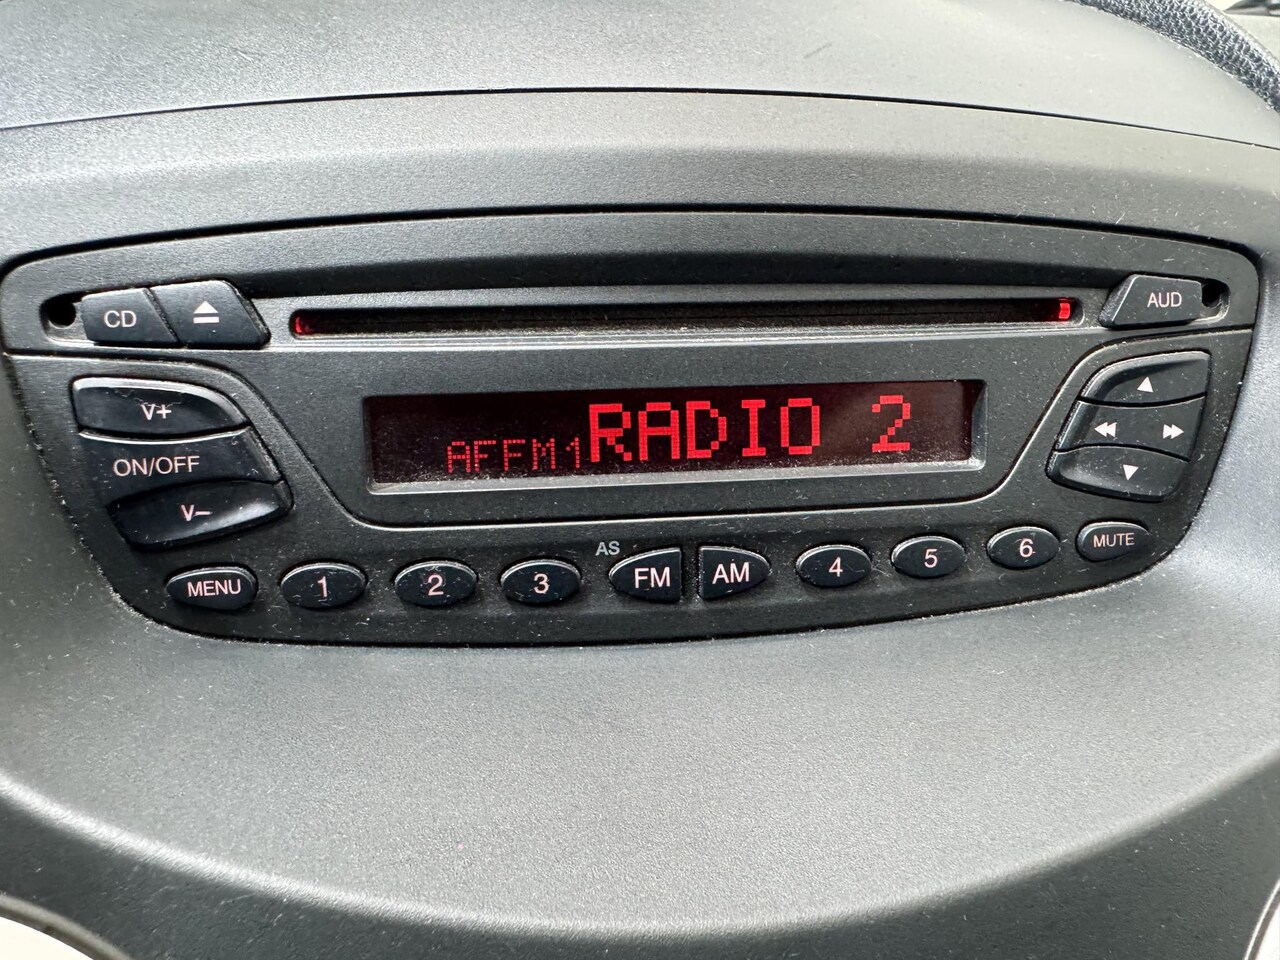 CD
AUD
V+
ON/OFF
V–
AFFM1 RADIO 2
AS
MENU 1 2 3 FM AM 4 5 6 MUTE